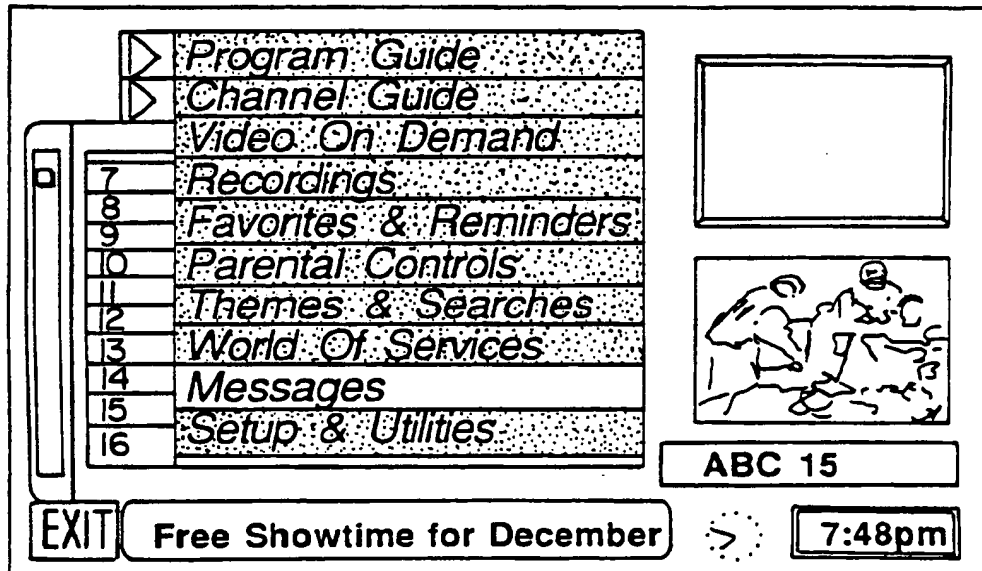 Program Guide
Channel Guide
Video On Demand
7 Recordings
8 Favorites & Reminders
9
10 Parental Controls
11 Themes & Searches
12
13 World Of Services
14 Messages
15 Setup & Utilities
16
ABC 15
EXIT Free Showtime for December 7:48pm